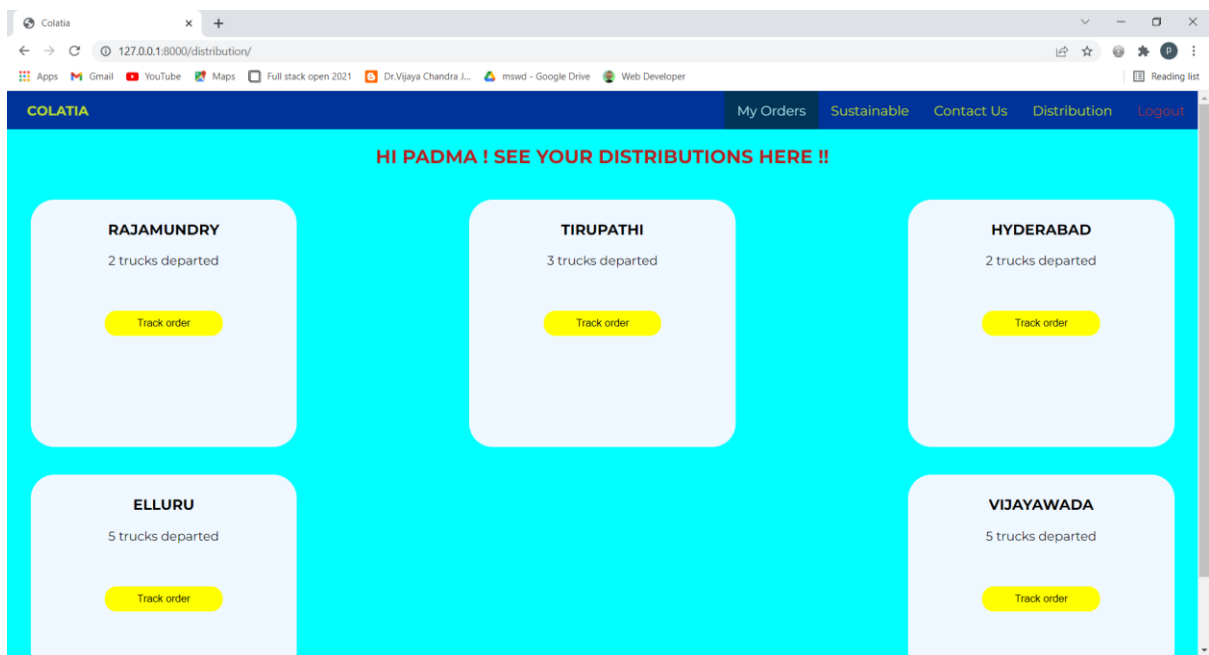 Colatia
127.0.0.1:8000/distribution/
P
Apps Gmail YouTube Maps Full stack open 2021 Dr.Vijaya Chandra J... mswd - Google Drive Web Developer Reading list
COLATIA My Orders Sustainable Contact Us Distribution Logout
HI PADMA ! SEE YOUR DISTRIBUTIONS HERE !!
RAJAMUNDRY
2 trucks departed
Track order
TIRUPATHI
3 trucks departed
Track order
HYDERABAD
2 trucks departed
Track order
ELLURU
5 trucks departed
Track order
VIJAYAWADA
5 trucks departed
Track order